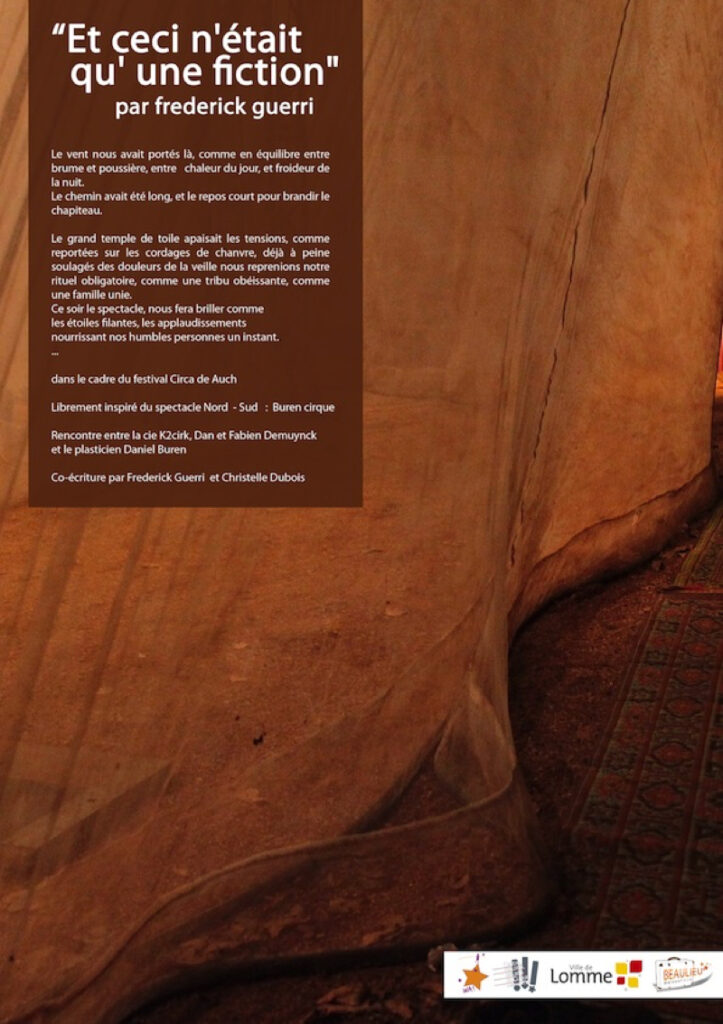 “Et ceci n'était
qu' une fiction"
par frederick guerri
Le vent nous avait portés là, comme en équilibre entre
brume et poussière, entre chaleur du jour, et froideur de
la nuit.
Le chemin avait été long, et le repos court pour brandir le
chapiteau.
Le grand temple de toile apaisait les tensions, comme
reportées sur les cordages de chanvre, déjà à peine
soulagés des douleurs de la veille nous reprenions notre
rituel obligatoire, comme une tribu obéissante, comme
une famille unie.
Ce soir le spectacle, nous fera briller comme
les étoiles filantes, les applaudissements
nourrissant nos humbles personnes un instant.
...
dans le cadre du festival Circa de Auch
Librement inspiré du spectacle Nord - Sud : Buren cirque
Rencontre entre la cie K2cirk, Dan et Fabien Demuynck
et le plasticien Daniel Buren
Co-écriture par Frederick Guerri et Christelle Dubois
Ville de
Lomme
BEAULIEU